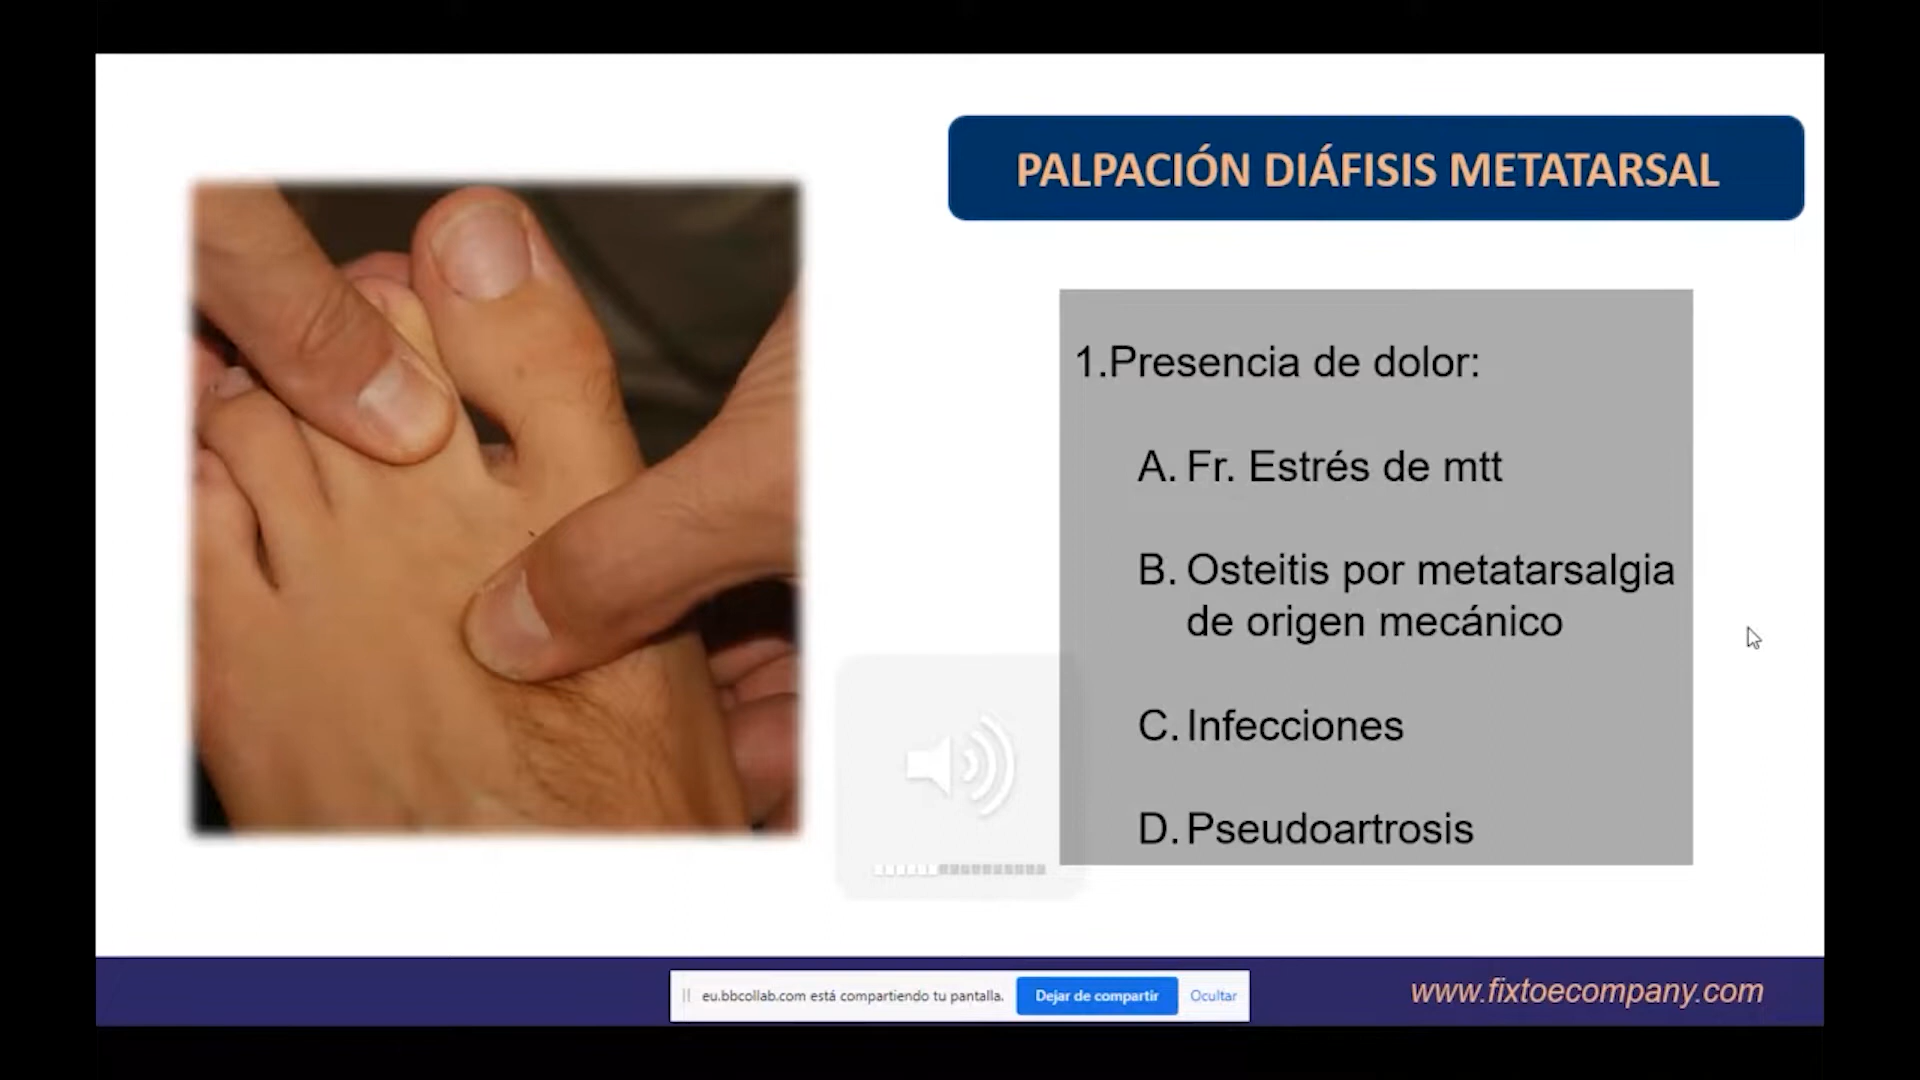 PALPACIÓN DIÁFISIS METATARSAL
1.Presencia de dolor:
A. Fr. Estrés de mtt
B. Osteitis por metatarsalgia
de origen mecánico
C. Infecciones
D. Pseudoartrosis
eu.bbcollab.com está compartiendo tu pantalla.
Dejar de compartir
Ocultar
www.fixtoecompany.com